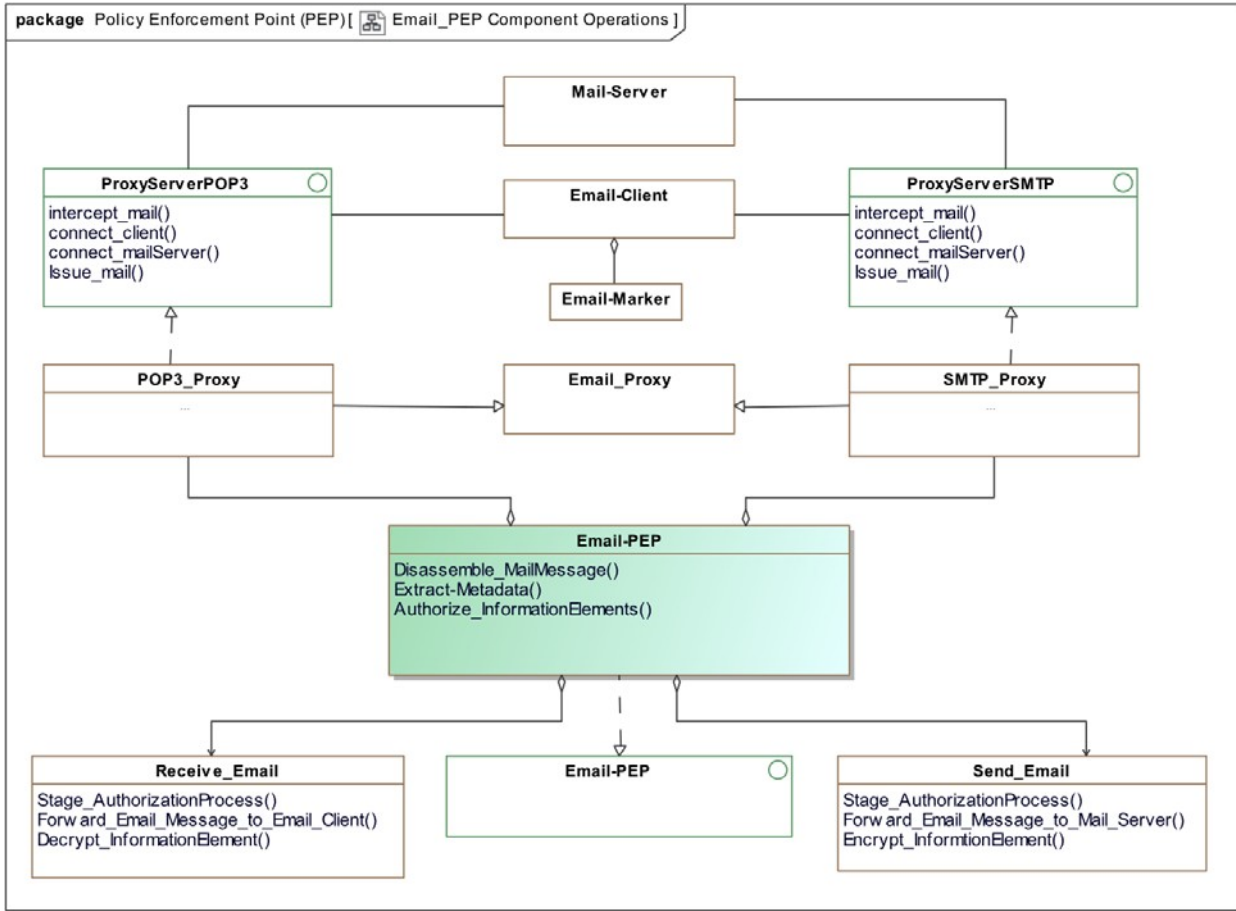 package Policy Enforcement Point (PEP)[ Email_PEP Component Operations ]
Mail-Server
ProxyServerPOP3
intercept_mail()
connect_client()
connect_mailServer()
Issue_mail()
Email-Client
Email-Marker
ProxyServerSMTP
intercept_mail()
connect_client()
connect_mailServer()
Issue_mail()
POP3_Proxy
...
Email_Proxy
SMTP_Proxy
...
Email-PEP
Disassemble_MailMessage()
Extract-Metadata()
Authorize_InformationElements()
Receive_Email
Stage_AuthorizationProcess()
Forward_Email_Message_to_Email_Client()
Decrypt_InformationElement()
Email-PEP
Send_Email
Stage_AuthorizationProcess()
Forward_Email_Message_to_Mail_Server()
Encrypt_InformtionElement()